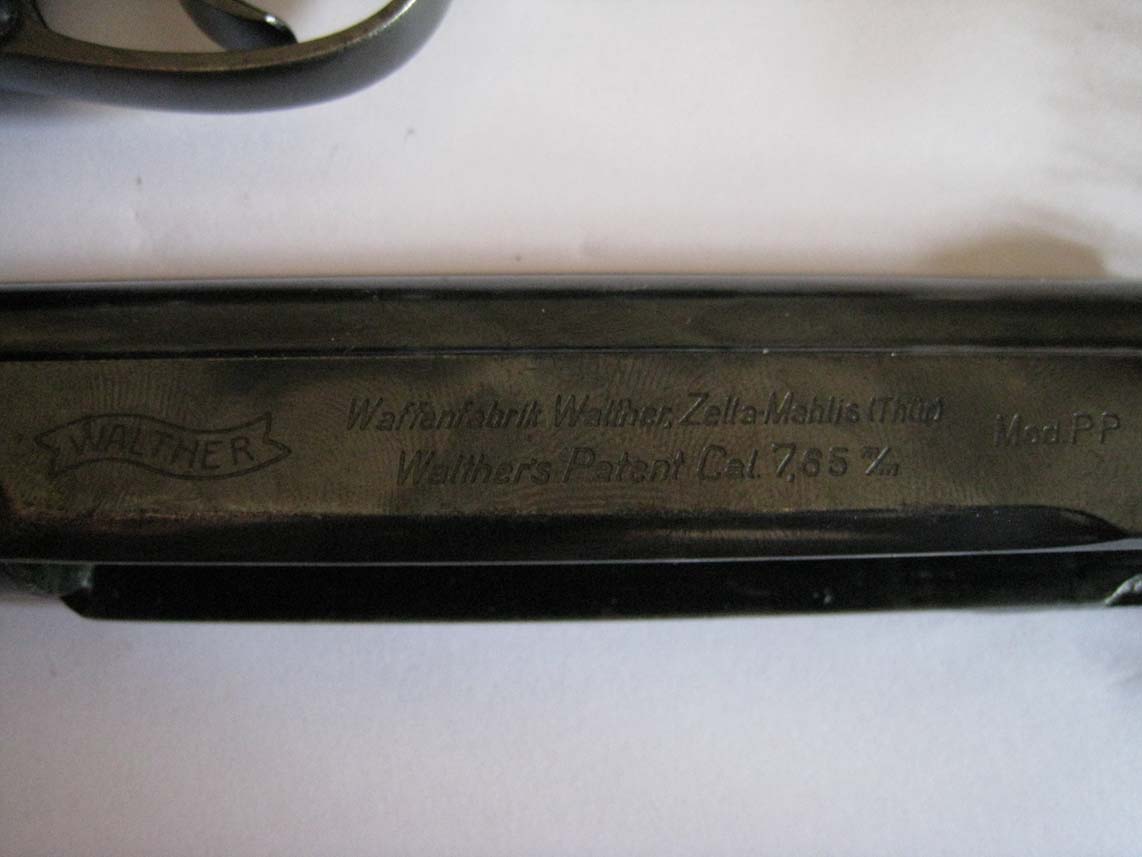 WALTHER
Waffenfabrik Walther, Zella-Mehlis (Thür)
Walther's Patent Cal. 7,65 m/m
Mod. PP